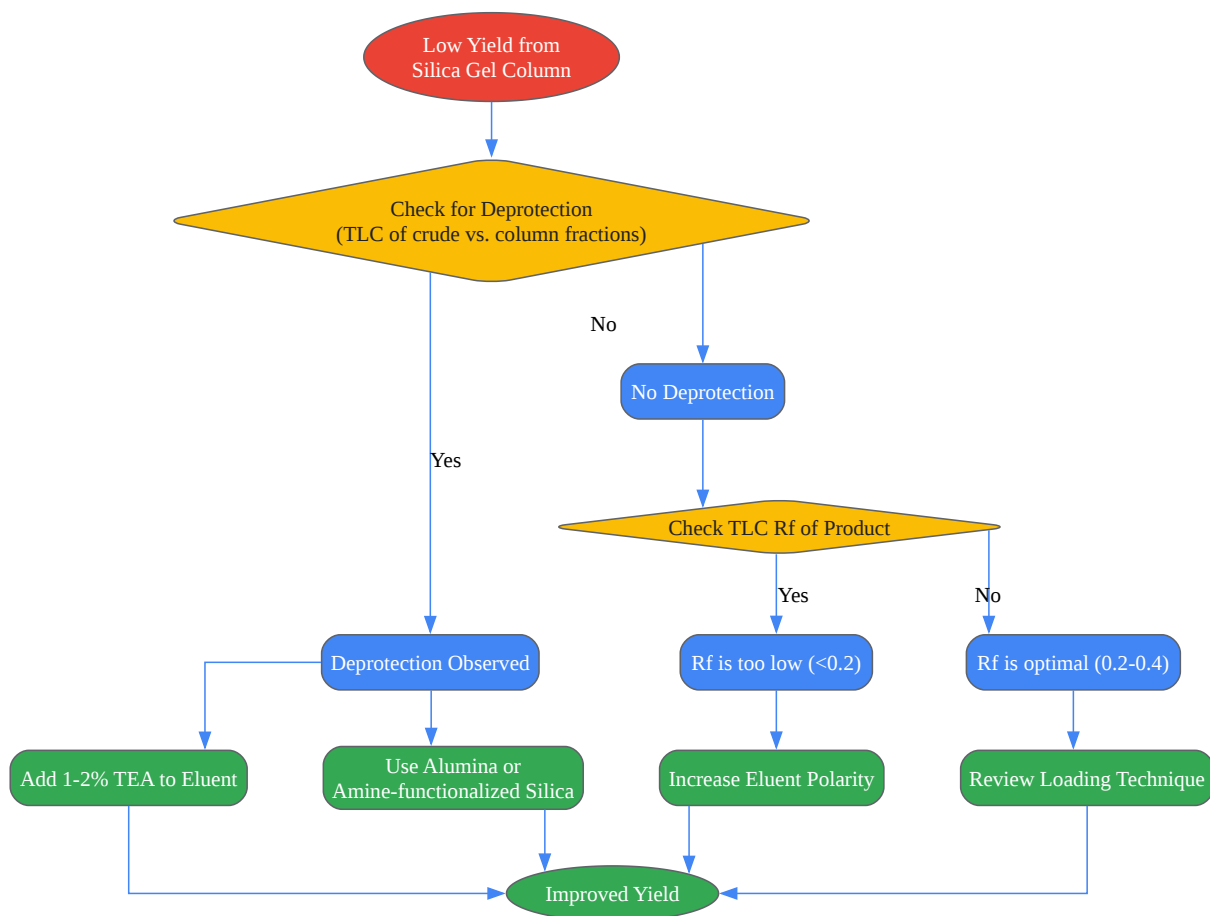 Low Yield from
Silica Gel Column
Check for Deprotection
(TLC of crude vs. column fractions)
No
No Deprotection
Yes
Check TLC Rf of Product
Yes
No
Deprotection Observed
Rf is too low (<0.2)
Rf is optimal (0.2-0.4)
Add 1-2% TEA to Eluent
Use Alumina or
Amine-functionalized Silica
Increase Eluent Polarity
Review Loading Technique
Improved Yield